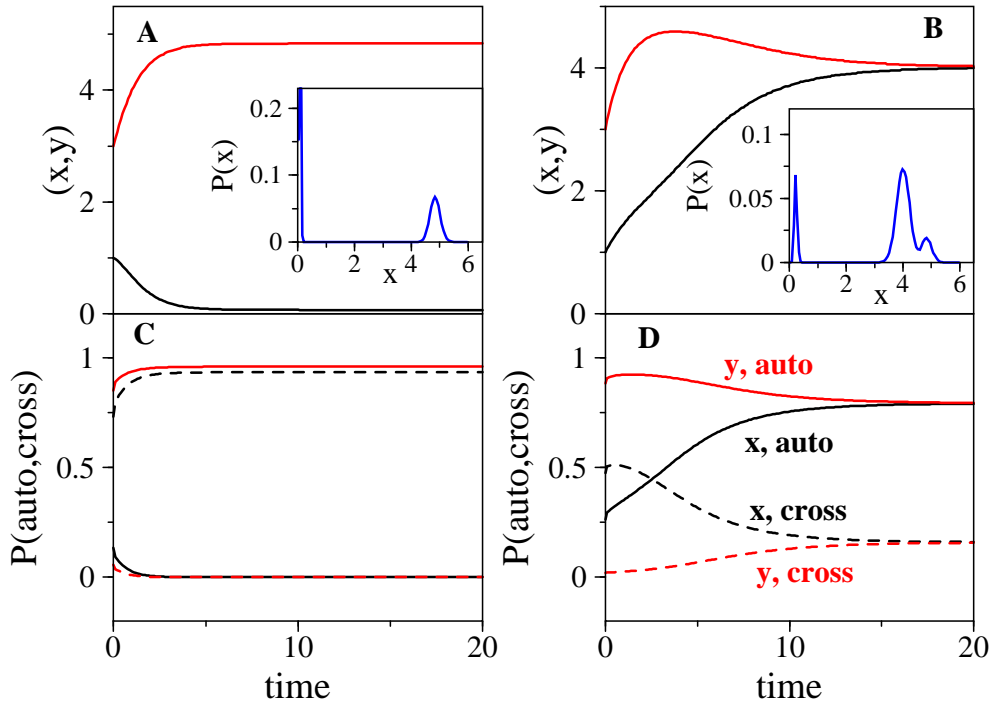 A
B
4
2
0
(x,y)
0.2
0.1
0
P(x)
0 2 4 6
x
4
2
0
(x,y)
0.1
0.05
0
P(x)
0 2 4 6
x
C
D
1
0.5
0
P(auto,cross)
0 10 20
time
1
0.5
0
P(auto,cross)
y, auto
x, auto
x, cross
y, cross
0 10 20
time